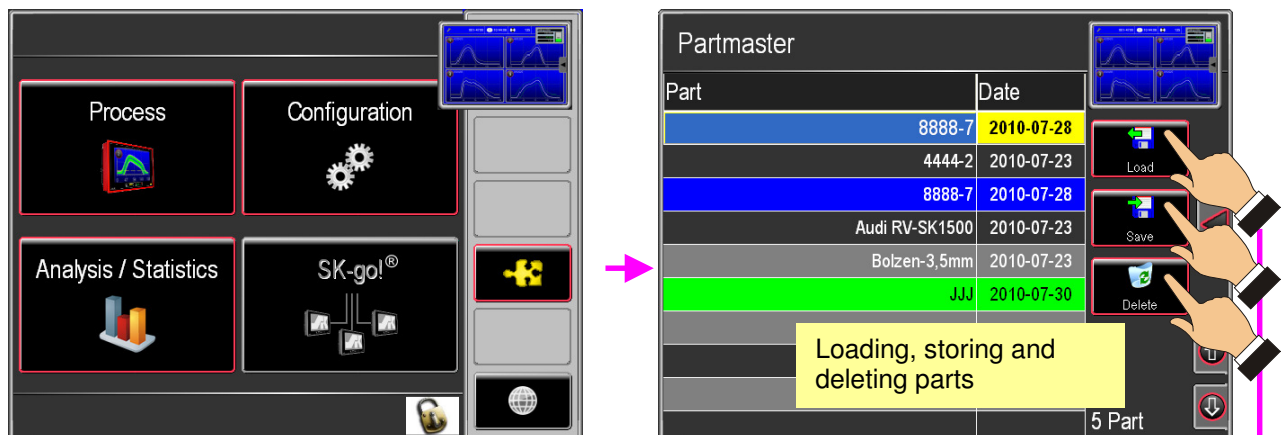 Process
Configuration
Analysis / Statistics
SK-go!®
Partmaster
Part Date
8888-7 2010-07-28
4444-2 2010-07-23
8888-7 2010-07-28
Audi RV-SK1500 2010-07-23
Bolzen-3,5mm 2010-07-23
JJJ 2010-07-30
Load
Save
Delete
Loading, storing and
deleting parts
5 Part